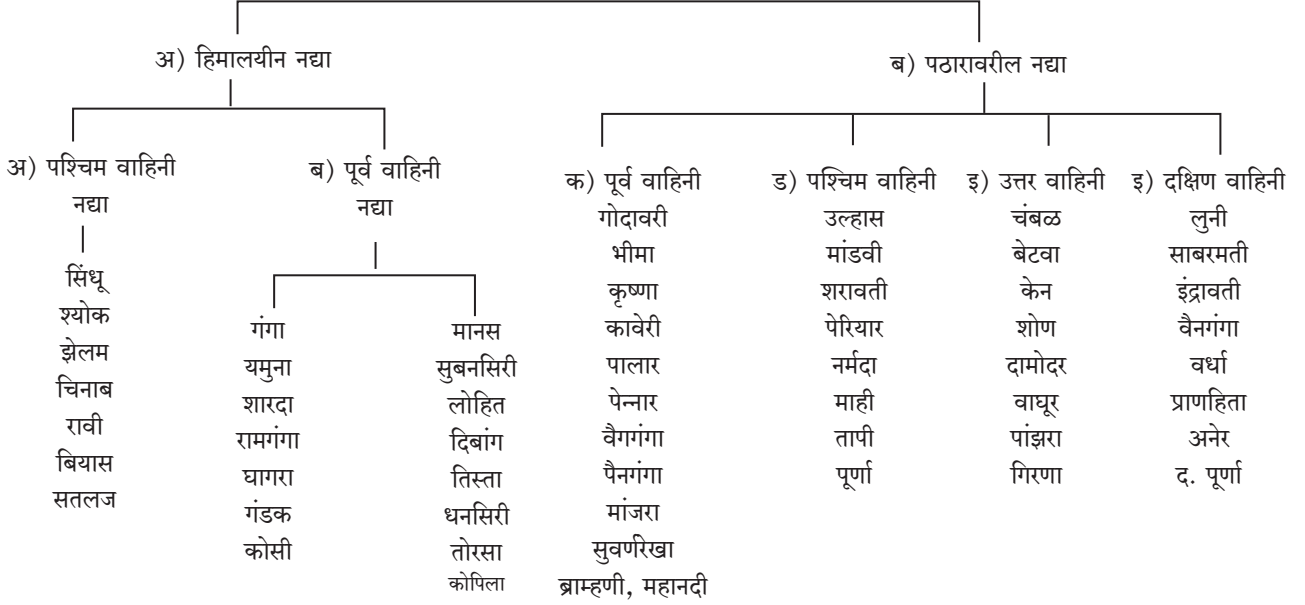 अ) हिमालयीन नद्या
ब) पठारावरील नद्या
अ) पश्चिम वाहिनी
नद्या
सिंधू
श्योक
झेलम
चिनाब
रावी
बियास
सतलज
ब) पूर्व वाहिनी
नद्या
गंगा
यमुना
शारदा
रामगंगा
घागरा
गंडक
कोसी
मानस
सुबनसिरी
लोहित
दिबांग
तिस्ता
धनसिरी
तोरसा
कोपिला
क) पूर्व वाहिनी
गोदावरी
भीमा
कृष्णा
कावेरी
पालार
पेन्नार
वैगगंगा
पैनगंगा
मांजरा
सुवर्णरेखा
ब्राम्हणी, महानदी
ड) पश्चिम वाहिनी
उल्हास
मांडवी
शरावती
पेरियार
नर्मदा
माही
तापी
पूर्णा
इ) उत्तर वाहिनी
चंबळ
बेटवा
केन
शोण
दामोदर
वाघूर
पांझरा
गिरणा
इ) दक्षिण वाहिनी
लुनी
साबरमती
इंद्रावती
वैनगंगा
वर्धा
प्राणहिता
अनेर
द. पूर्णा